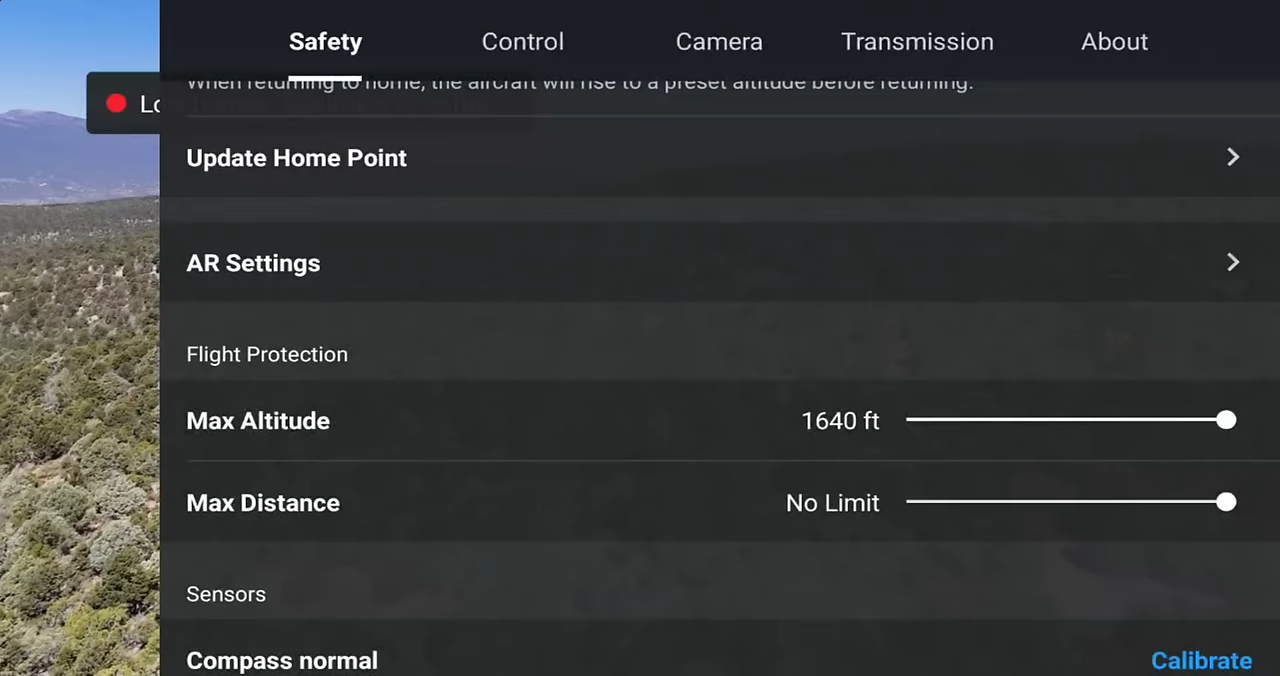 Safety Control Camera Transmission About
When returning to home, the aircraft will rise to a preset altitude before returning.
Lo
Update Home Point
AR Settings
Flight Protection
Max Altitude 1640 ft
Max Distance No Limit
Sensors
Compass normal Calibrate